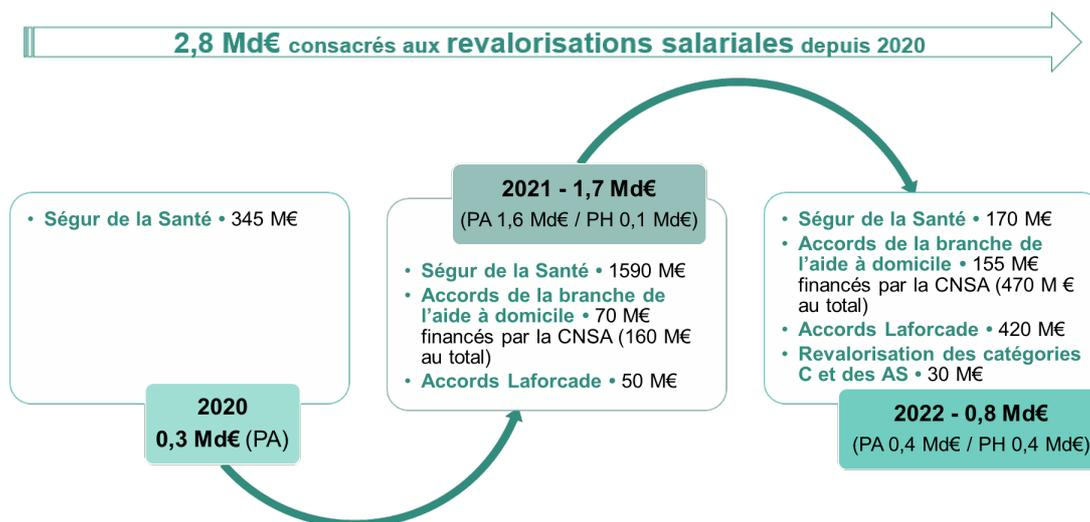 2,8 Md€ consacrés aux revalorisations salariales depuis 2020
• Ségur de la Santé • 345 M€
2020
0,3 Md€ (PA)
2021 - 1,7 Md€
(PA 1,6 Md€ / PH 0,1 Md€)
• Ségur de la Santé • 1590 M€
• Accords de la branche de
l'aide à domicile • 70 M€
financés par la CNSA (160 M€
au total)
• Accords Laforcade • 50 M€
• Ségur de la Santé • 170 M€
• Accords de la branche de
l'aide à domicile • 155 M€
financés par la CNSA (470 M €
au total)
• Accords Laforcade • 420 M€
• Revalorisation des catégories
C et des AS • 30 M€
2022 - 0,8 Md€
(PA 0,4 Md€ / PH 0,4 Md€)